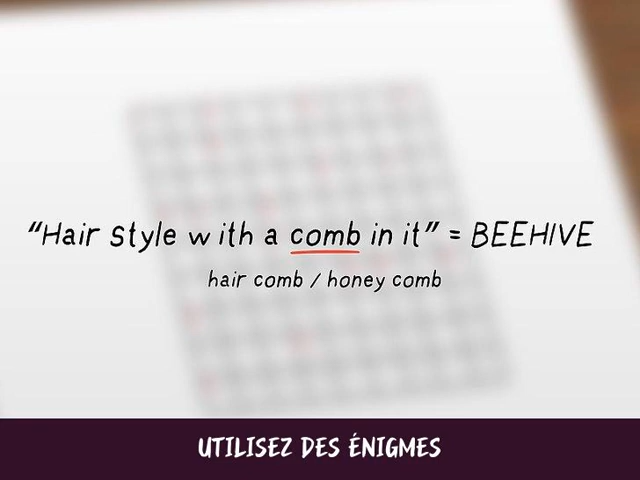 "Hair style with a comb in it" = BEEHIVE
hair comb / honey comb
UTILISEZ DES ÉNIGMES